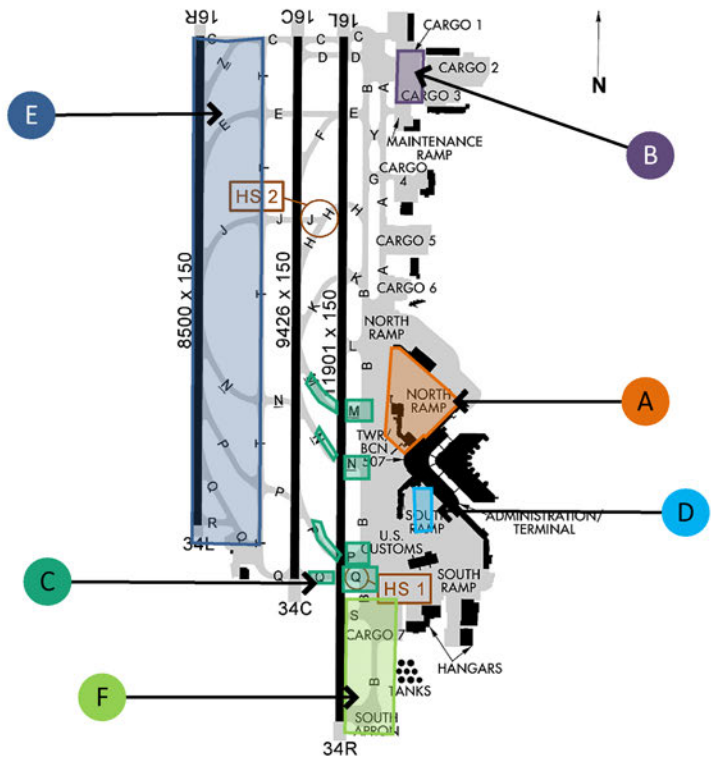 16R
16C
16L
C
C
C
C
CARGO 1
D
D
N
T
B
A
CARGO 2
CARGO 3
N
E
E
E
E
F
Y
MAINTENANCE
RAMP
B
T
CARGO
4
G
HS 2
J
J
J
H
H
H
A
CARGO 5
8500 x 150
9426 x 150
11901 x 150
T
K
K
A
B
CARGO 6
NORTH
RAMP
L
B
M
M
NORTH
RAMP
A
N
N
N
N
TWR/
BCN
507
P
T
P
Q
B
SOUTH
RAMP
ADMINISTRATION/
TERMINAL
D
R
Q
34L
T
P
U.S.
CUSTOMS
C
Q
Q
Q
HS 1
SOUTH
RAMP
34C
B
S
CARGO 7
HANGARS
B
TANKS
F
SOUTH
APRON
34R